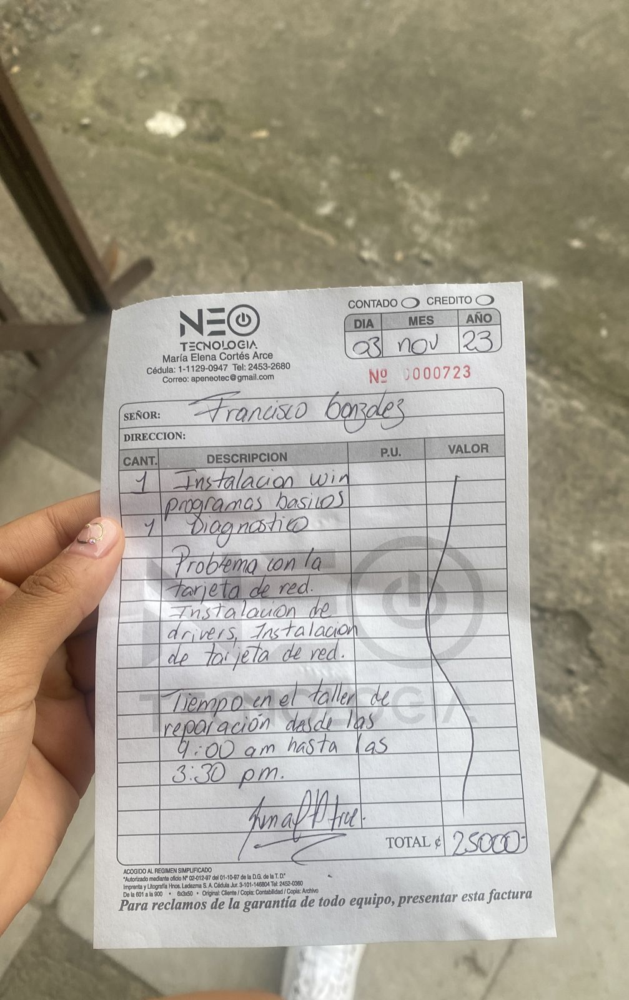 NEO
TECNOLOGIA
María Elena Cortés Arce
Cédula: 1-1129-0947 Tel: 2453-2680
Correo: apeneotec@gmail.com
CONTADO CREDITO
DIA MES AÑO
03 nov 23
Nº 0000723
SEÑOR: Francisco Gonzalez
DIRECCION:
CANT. DESCRIPCION P.U. VALOR
1 Instalacion win
programas basicos
1 Diagnostico
Problema con la
tarjeta de red.
Instalacion de
drivers, Instalacion
de tarjeta de red.
Tiempo en el taller de
reparación desde las
9:00 am hasta las
3:30 pm.
TOTAL ¢ 25000
NEO
TECNOLOGIA
ACOGIDO AL REGIMEN SIMPLIFICADO
"Autorizado mediante oficio Nº 02-012-97 del 01-10-97 de la D.G. de la T. D."
Imprenta y Litografía Hnos. Ledezma S. A. Cédula Jur. 3-101-146804 Tel: 2452-0360
De la 601 a la 900 • 6x3x50 • Original: Cliente / Copia: Contabilidad / Copia: Archivo
Para reclamos de la garantía de todo equipo, presentar esta factura